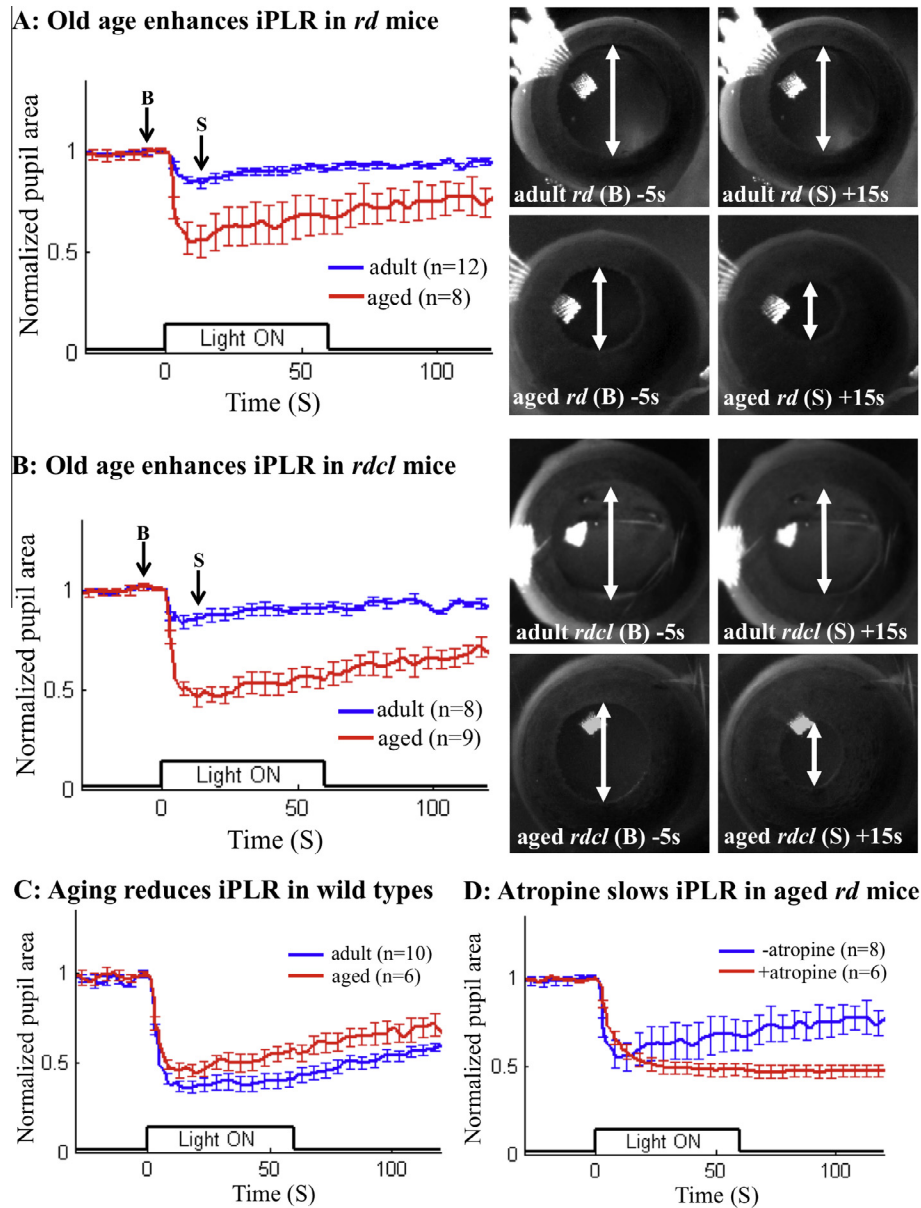 A: Old age enhances iPLR in rd mice
B
S
Normalized pupil area
1
0.5
0
adult (n=12)
aged (n=8)
Light ON
0
50
100
Time (S)
adult rd (B) -5s
adult rd (S) +15s
aged rd (B) -5s
aged rd (S) +15s
B: Old age enhances iPLR in rdcl mice
B
S
Normalized pupil area
1
0.5
0
adult (n=8)
aged (n=9)
Light ON
0
50
100
Time (S)
adult rdcl (B) -5s
adult rdcl (S) +15s
aged rdcl (B) -5s
aged rdcl (S) +15s
C: Aging reduces iPLR in wild types
Normalized pupil area
1
0.5
0
adult (n=10)
aged (n=6)
Light ON
0
50
100
Time (S)
D: Atropine slows iPLR in aged rd mice
Normalized pupil area
1
0.5
0
-atropine (n=8)
+atropine (n=6)
Light ON
0
50
100
Time (S)